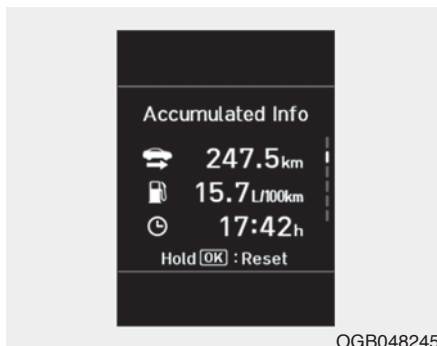 Accumulated Info
247.5km
15.7L/100km
17:42h
Hold OK : Reset
OGB048245